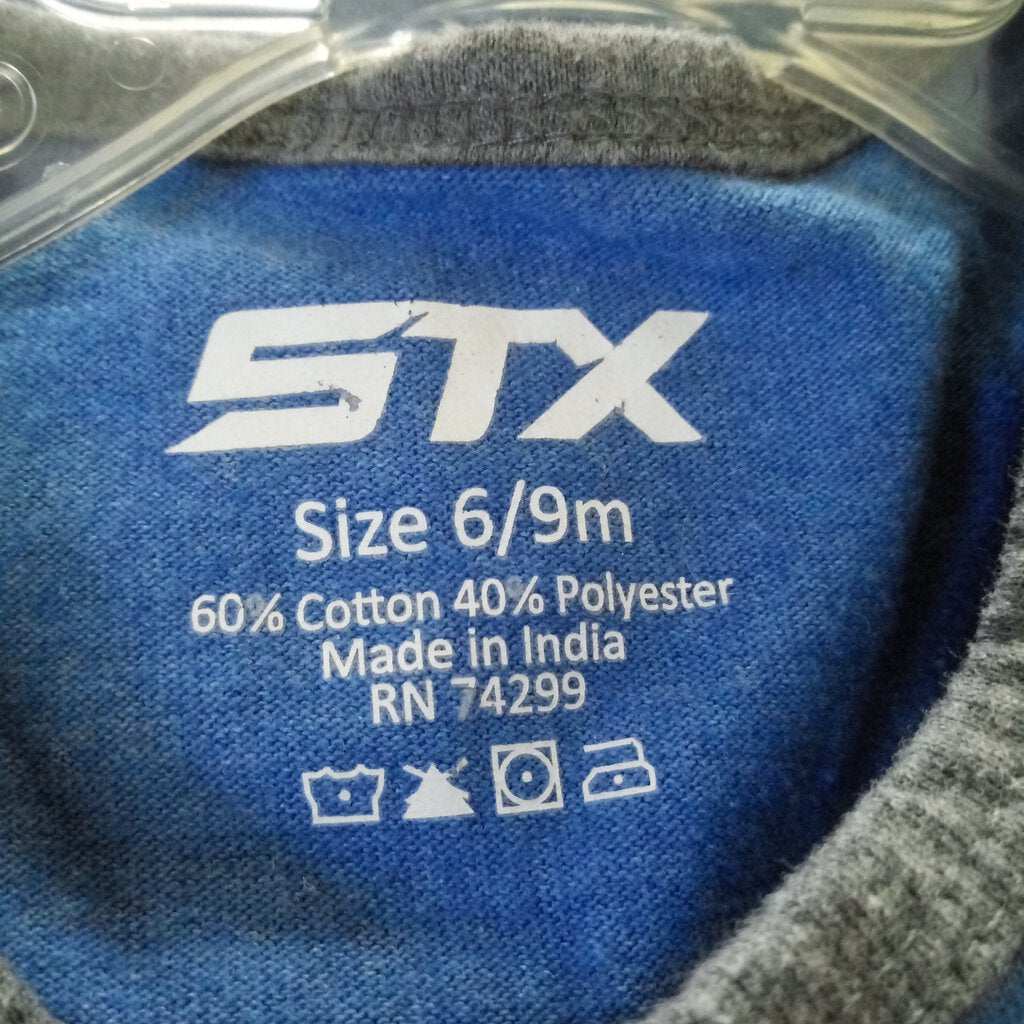 STX
Size 6/9m
60% Cotton 40% Polyester
Made in India
RN 74299